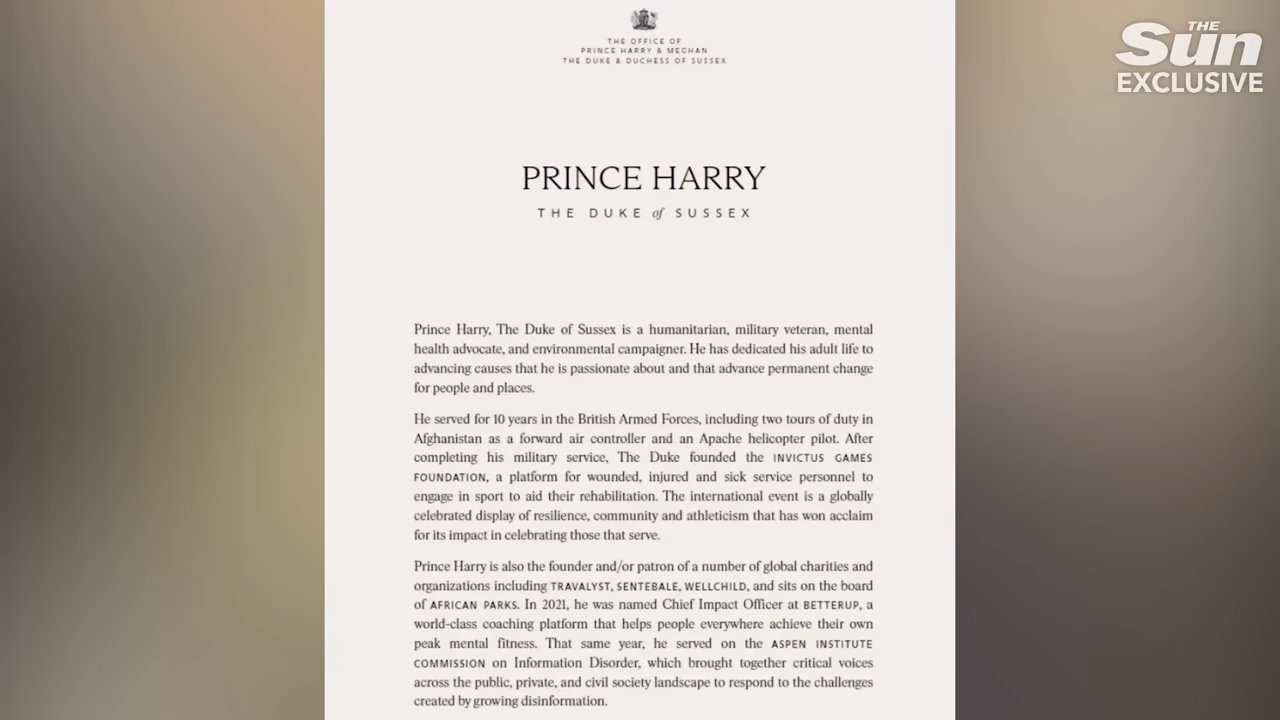 THE
Sun
EXCLUSIVE
THE OFFICE OF
PRINCE HARRY & MEGHAN
THE DUKE & DUCHESS OF SUSSEX
PRINCE HARRY
THE DUKE of SUSSEX
Prince Harry, The Duke of Sussex is a humanitarian, military veteran, mental
health advocate, and environmental campaigner. He has dedicated his adult life to
advancing causes that he is passionate about and that advance permanent change
for people and places.
He served for 10 years in the British Armed Forces, including two tours of duty in
Afghanistan as a forward air controller and an Apache helicopter pilot. After
completing his military service, The Duke founded the INVICTUS GAMES
FOUNDATION, a platform for wounded, injured and sick service personnel to
engage in sport to aid their rehabilitation. The international event is a globally
celebrated display of resilience, community and athleticism that has won acclaim
for its impact in celebrating those that serve.
Prince Harry is also the founder and/or patron of a number of global charities and
organizations including TRAVALYST, SENTEBALE, WELLCHILD, and sits on the board
of AFRICAN PARKS. In 2021, he was named Chief Impact Officer at BETTERUP, a
world-class coaching platform that helps people everywhere achieve their own
peak mental fitness. That same year, he served on the ASPEN INSTITUTE
COMMISSION on Information Disorder, which brought together critical voices
across the public, private, and civil society landscape to respond to the challenges
created by growing disinformation.